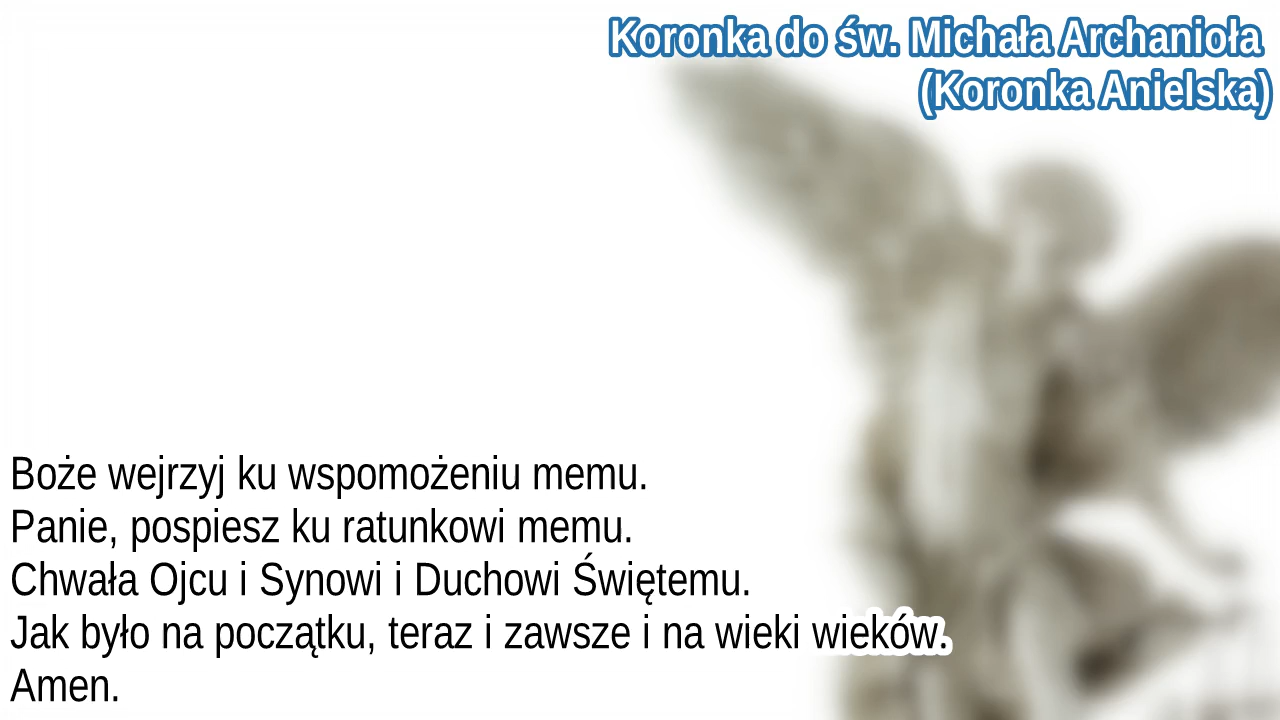 Koronka do św. Michała Archanioła
(Koronka Anielska)
Boże wejrzyj ku wspomożeniu memu.
Panie, pospiesz ku ratunkowi memu.
Chwała Ojcu i Synowi i Duchowi Świętemu.
Jak było na początku, teraz i zawsze i na wieki wieków.
Amen.